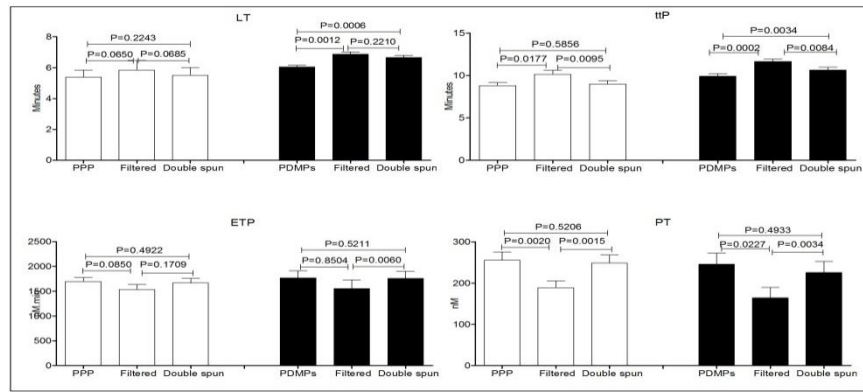 LT
P=0.0006
P=0.2243
P=0.0012
P=0.2210
P=0.0650
P=0.0685
Minutes
8
6
4
2
0
PPP Filtered Double spun PDMPs Filtered Double spun
ttP
P=0.0034
P=0.5856
P=0.0002
P=0.0084
P=0.0177
P=0.0095
Minutes
15
10
5
0
PPP Filtered Double spun PDMPs Filtered Double spun
ETP
2500
2000
1500
1000
500
0
P=0.4922
P=0.5211
P=0.0850
P=0.1709
P=0.8504
P=0.0060
PPP Filtered Double spun PDMPs Filtered Double spun
PT
300
200
100
0
nM
P=0.5206
P=0.4933
P=0.0020
P=0.0015
P=0.0227
P=0.0034
PPP Filtered Double spun PDMPs Filtered Double spun